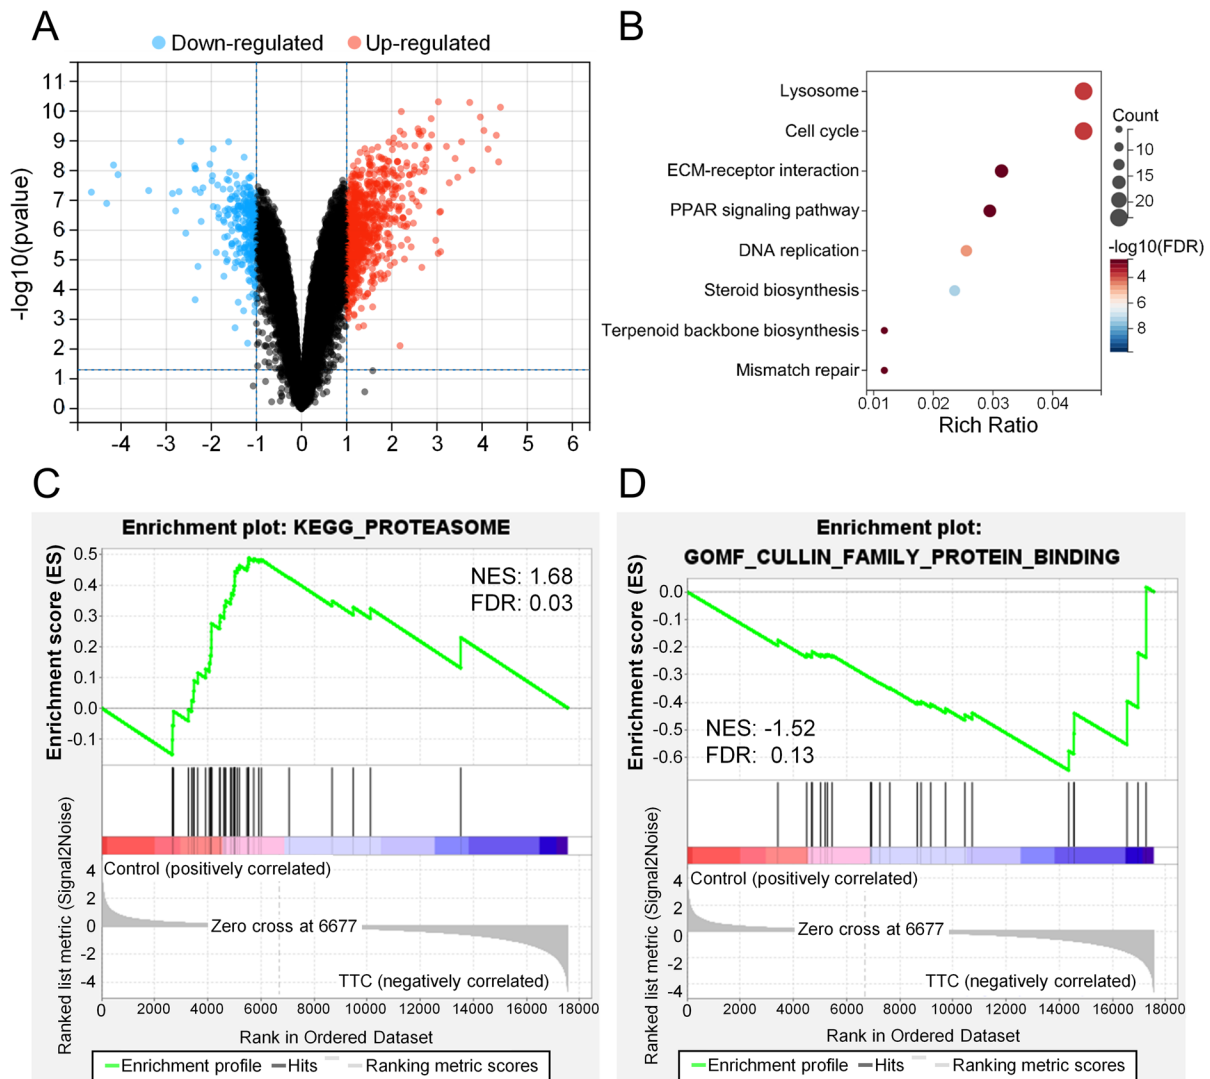 A
Down-regulated Up-regulated
-log10(pvalue)
11
10
9
8
7
6
5
4
3
2
1
0
-4 -3 -2 -1 0 1 2 3 4 5 6
B
Lysosome
Cell cycle
ECM-receptor interaction
PPAR signaling pathway
DNA replication
Steroid biosynthesis
Terpenoid backbone biosynthesis
Mismatch repair
0.01 0.02 0.03 0.04
Rich Ratio
Count
10
15
20
-log10(FDR)
4
6
8
C
Enrichment plot: KEGG_PROTEASOME
Enrichment score (ES)
0.5
0.4
0.3
0.2
0.1
0.0
-0.1
NES: 1.68
FDR: 0.03
Ranked list metric (Signal2Noise)
Control (positively correlated)
4
2
0
-2
-4
Zero cross at 6677
TTC (negatively correlated)
0 2000 4000 6000 8000 10000 12000 14000 16000 18000
Rank in Ordered Dataset
Enrichment profile Hits Ranking metric scores
D
Enrichment plot:
GOMF_CULLIN_FAMILY_PROTEIN_BINDING
Enrichment score (ES)
0.0
-0.1
-0.2
-0.3
-0.4
-0.5
-0.6
NES: -1.52
FDR: 0.13
Ranked list metric (Signal2Noise)
Control (positively correlated)
4
2
0
-2
-4
Zero cross at 6677
TTC (negatively correlated)
0 2000 4000 6000 8000 10000 12000 14000 16000 18000
Rank in Ordered Dataset
Enrichment profile Hits Ranking metric scores